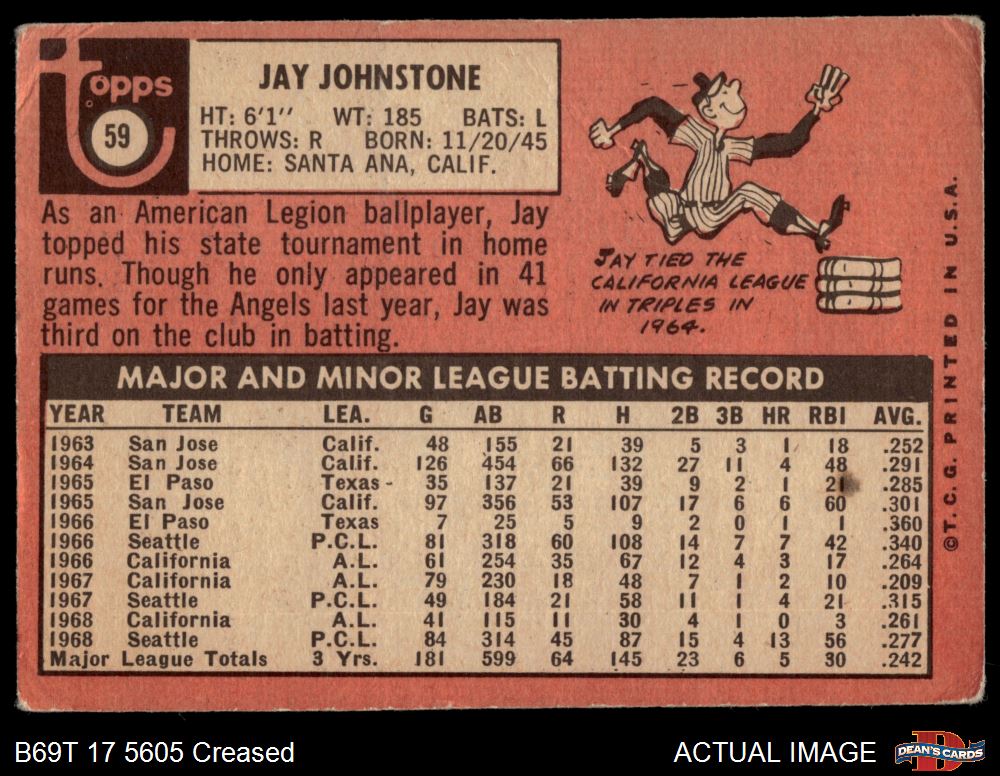 topps
59
JAY JOHNSTONE
HT: 6'1'' WT: 185 BATS: L
THROWS: R BORN: 11/20/45
HOME: SANTA ANA, CALIF.
As an American Legion ballplayer, Jay
topped his state tournament in home
runs. Though he only appeared in 41
games for the Angels last year, Jay was
third on the club in batting.
JAY TIED THE
CALIFORNIA LEAGUE
IN TRIPLES IN
1964.
MAJOR AND MINOR LEAGUE BATTING RECORD
YEAR TEAM LEA. G AB R H 2B 3B HR RBI AVG.
1963 San Jose Calif. 48 155 21 39 5 3 1 18 .252
1964 San Jose Calif. 126 454 66 132 27 11 4 48 .291
1965 El Paso Texas 35 137 21 39 9 2 1 21 .285
1965 San Jose Calif. 97 356 53 107 17 6 6 60 .301
1966 El Paso Texas 7 25 5 9 2 0 1 1 .360
1966 Seattle P.C.L. 81 318 60 108 14 7 7 42 .340
1966 California A.L. 61 254 35 67 12 4 3 17 .264
1967 California A.L. 79 230 18 48 7 1 2 10 .209
1967 Seattle P.C.L. 49 184 21 58 11 1 4 21 .315
1968 California A.L. 41 115 11 30 4 1 0 3 .261
1968 Seattle P.C.L. 84 314 45 87 15 4 13 56 .277
Major League Totals 3 Yrs. 181 599 64 145 23 6 5 30 .242
©T.C.G. PRINTED IN U.S.A.
B69T 17 5605 Creased
ACTUAL IMAGE
D
DEAN'S CARDS